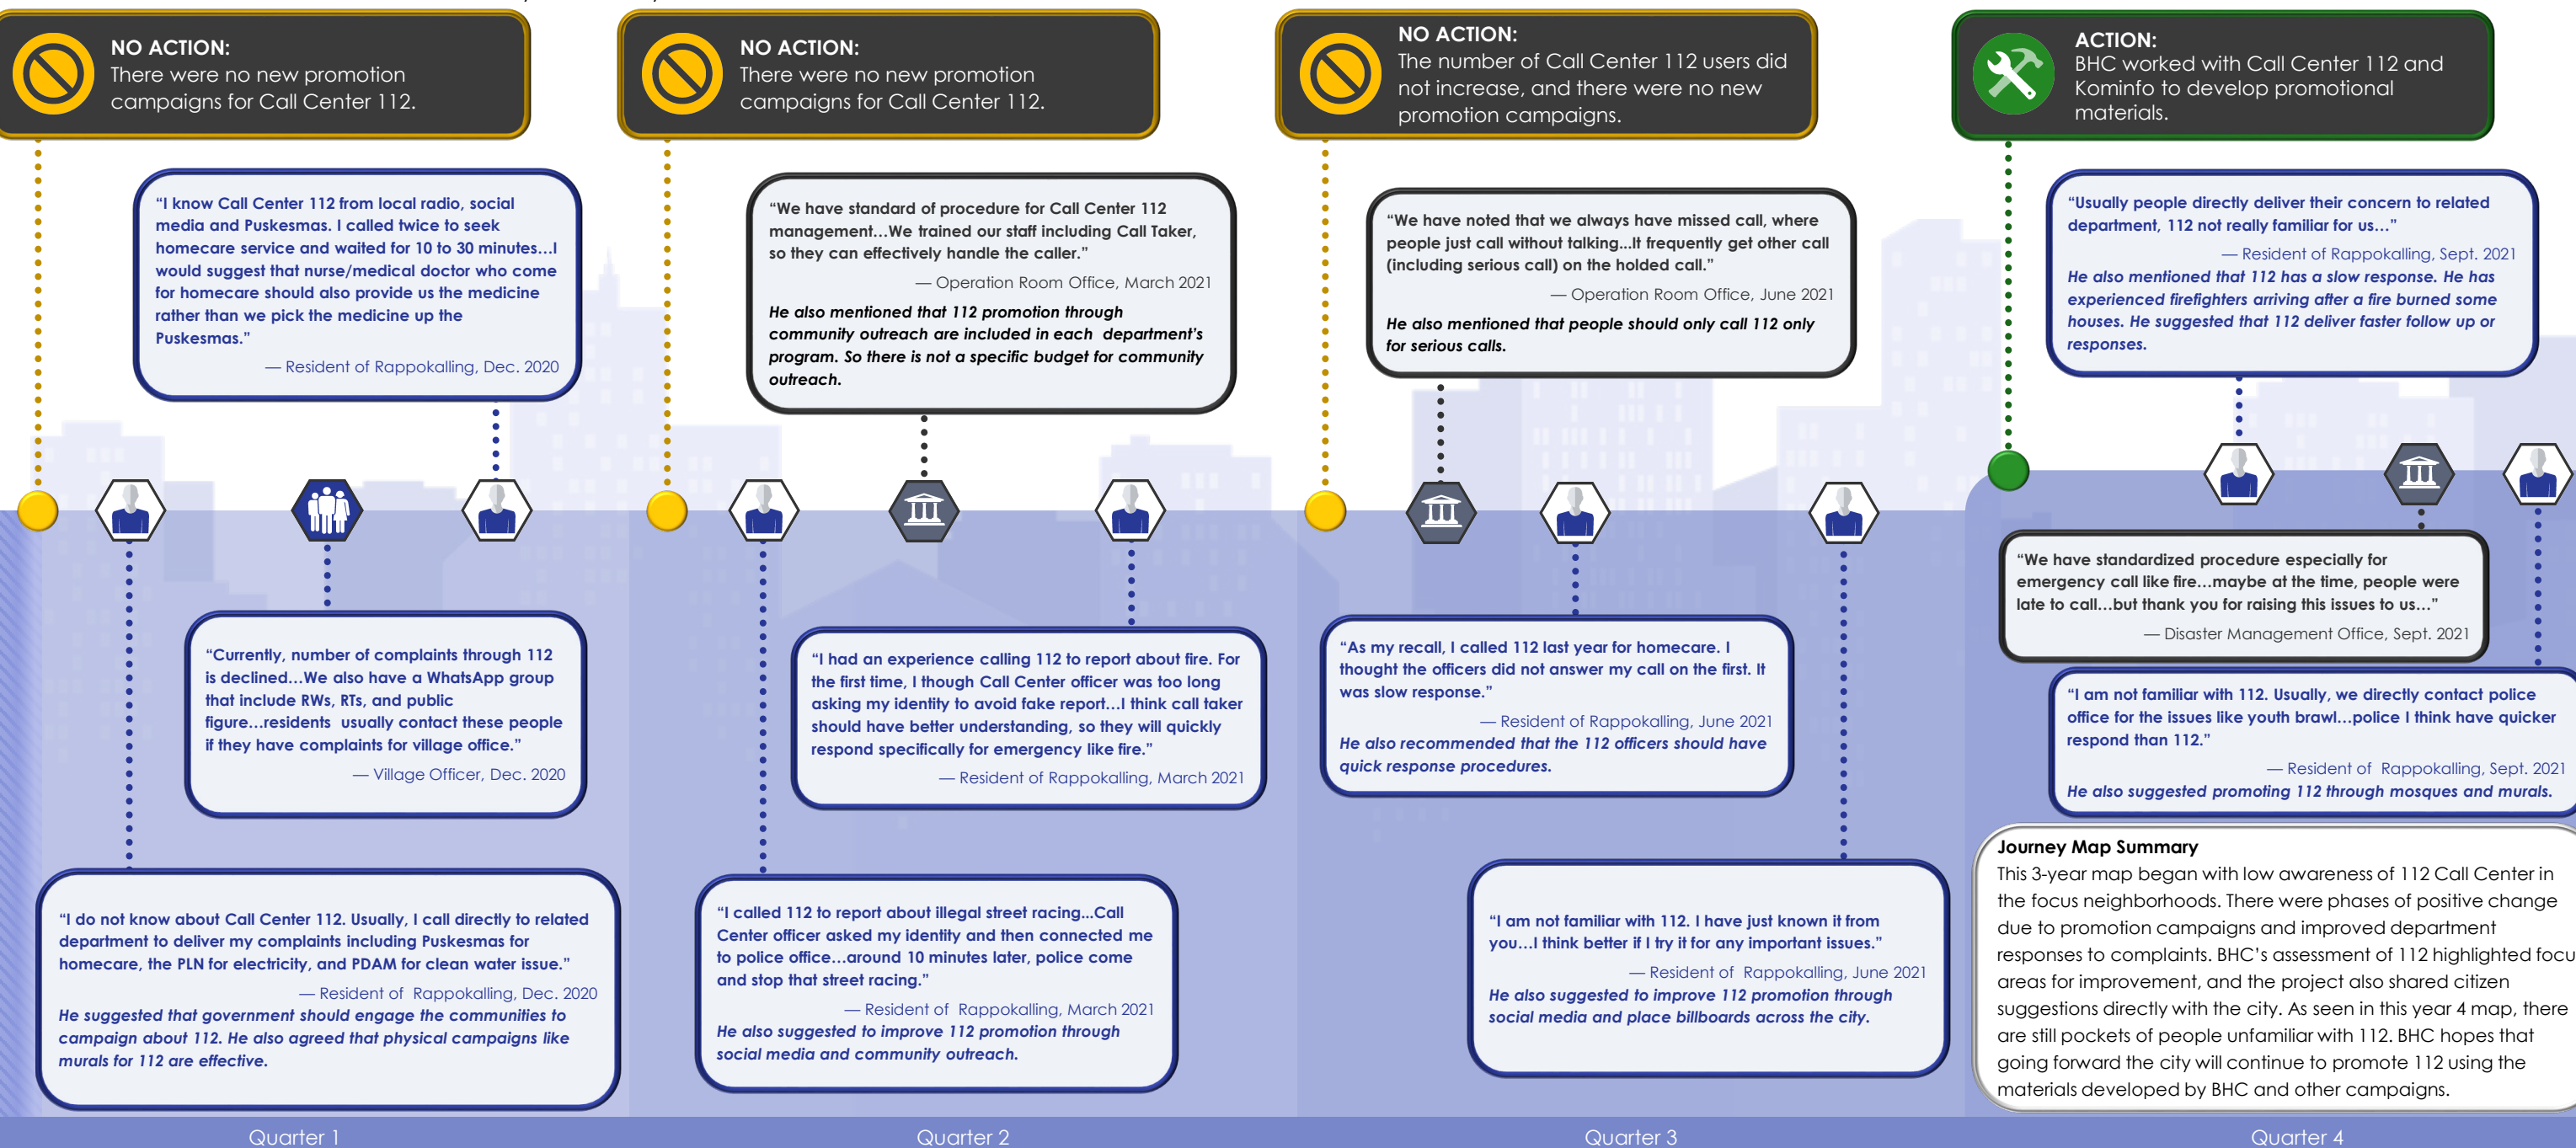 NO ACTION:
There were no new promotion
campaigns for Call Center 112.
“I know Call Center 112 from local radio, social
media and Puskesmas. I called twice to seek
homecare service and waited for 10 to 30 minutes…I
would suggest that nurse/medical doctor who come
for homecare should also provide us the medicine
rather than we pick the medicine up the
Puskesmas.”
— Resident of Rappokalling, Dec. 2020
“Currently, number of complaints through 112
is declined…We also have a WhatsApp group
that include RWs, RTs, and public
figure…residents usually contact these people
if they have complaints for village office.”
— Village Officer, Dec. 2020
“I do not know about Call Center 112. Usually, I call directly to related
department to deliver my complaints including Puskesmas for
homecare, the PLN for electricity, and PDAM for clean water issue.”
— Resident of Rappokalling, Dec. 2020
He suggested that government should engage the communities to
campaign about 112. He also agreed that physical campaigns like
murals for 112 are effective.
Quarter 1
NO ACTION:
There were no new promotion
campaigns for Call Center 112.
“We have standard of procedure for Call Center 112
management…We trained our staff including Call Taker,
so they can effectively handle the caller.”
— Operation Room Office, March 2021
He also mentioned that 112 promotion through
community outreach are included in each department’s
program. So there is not a specific budget for community
outreach.
“I had an experience calling 112 to report about fire. For
the first time, I though Call Center officer was too long
asking my identity to avoid fake report…I think call taker
should have better understanding, so they will quickly
respond specifically for emergency like fire.”
— Resident of Rappokalling, March 2021
“I called 112 to report about illegal street racing...Call
Center officer asked my identity and then connected me
to police office…around 10 minutes later, police come
and stop that street racing.”
— Resident of Rappokalling, March 2021
He also suggested to improve 112 promotion through
social media and community outreach.
Quarter 2
NO ACTION:
The number of Call Center 112 users did
not increase, and there were no new
promotion campaigns.
“We have noted that we always have missed call, where
people just call without talking...It frequently get other call
(including serious call) on the holded call.”
— Operation Room Office, June 2021
He also mentioned that people should only call 112 only
for serious calls.
“As my recall, I called 112 last year for homecare. I
thought the officers did not answer my call on the first. It
was slow response.”
— Resident of Rappokalling, June 2021
He also recommended that the 112 officers should have
quick response procedures.
“I am not familiar with 112. I have just known it from
you…I think better if I try it for any important issues.”
— Resident of Rappokalling, June 2021
He also suggested to improve 112 promotion through
social media and place billboards across the city.
Quarter 3
ACTION:
BHC worked with Call Center 112 and
Kominfo to develop promotional
materials.
“Usually people directly deliver their concern to related
department, 112 not really familiar for us…”
— Resident of Rappokalling, Sept. 2021
He also mentioned that 112 has a slow response. He has
experienced firefighters arriving after a fire burned some
houses. He suggested that 112 deliver faster follow up or
responses.
“We have standardized procedure especially for
emergency call like fire…maybe at the time, people were
late to call…but thank you for raising this issues to us…”
— Disaster Management Office, Sept. 2021
“I am not familiar with 112. Usually, we directly contact police
office for the issues like youth brawl…police I think have quicker
respond than 112.”
— Resident of Rappokalling, Sept. 2021
He also suggested promoting 112 through mosques and murals.
Journey Map Summary
This 3-year map began with low awareness of 112 Call Center in
the focus neighborhoods. There were phases of positive change
due to promotion campaigns and improved department
responses to complaints. BHC’s assessment of 112 highlighted focu
areas for improvement, and the project also shared citizen
suggestions directly with the city. As seen in this year 4 map, there
are still pockets of people unfamiliar with 112. BHC hopes that
going forward the city will continue to promote 112 using the
materials developed by BHC and other campaigns.
Quarter 4